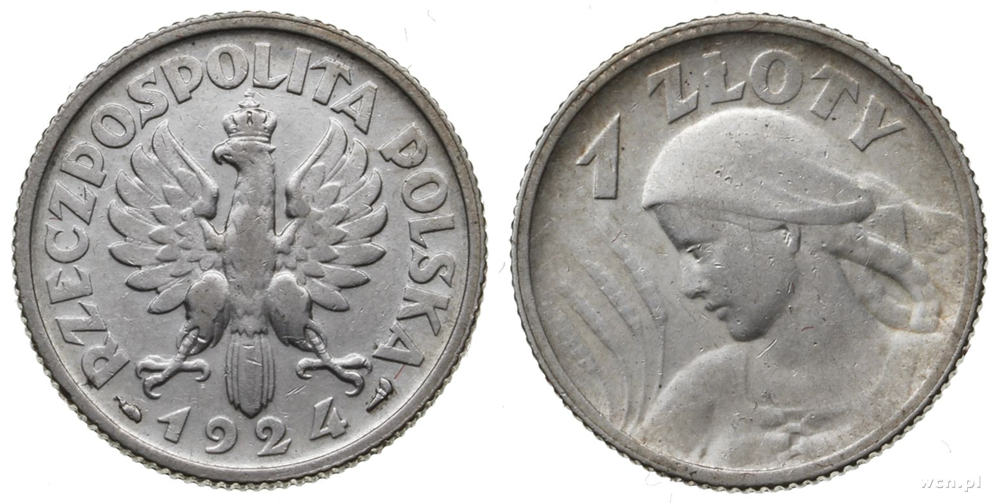 RZECZPOSPOLITA POLSKA
1924
1 ZŁOTY
wcn.pl